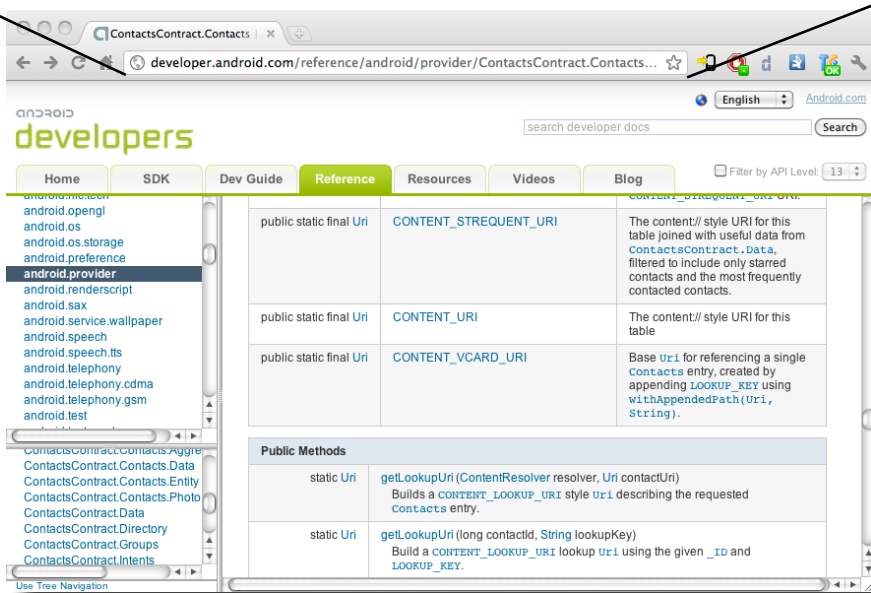 ContactsContract.Contacts |
developer.android.com/reference/android/provider/ContactsContract.Contacts...
OK
English
Android.com
android
developers
search developer docs
Search
Home
SDK
Dev Guide
Reference
Resources
Videos
Blog
Filter by API Level: 13
android.opengl
android.os
android.os.storage
android.preference
android.provider
android.renderscript
android.sax
android.service.wallpaper
android.speech
android.speech.tts
android.telephony
android.telephony.cdma
android.telephony.gsm
android.test
ContactsContract.Contacts.Aggre
ContactsContract.Contacts.Data
ContactsContract.Contacts.Entity
ContactsContract.Contacts.Photo
ContactsContract.Data
ContactsContract.Directory
ContactsContract.Groups
ContactsContract.Intents
Use Tree Navigation
CONTENT_STREQUENT_URI URI.
public static final Uri
CONTENT_STREQUENT_URI
The content:// style URI for this
table joined with useful data from
ContactsContract.Data,
filtered to include only starred
contacts and the most frequently
contacted contacts.
public static final Uri
CONTENT_URI
The content:// style URI for this
table
public static final Uri
CONTENT_VCARD_URI
Base Uri for referencing a single
Contacts entry, created by
appending LOOKUP_KEY using
withAppendedPath(Uri,
String).
Public Methods
static Uri
getLookupUri (ContentResolver resolver, Uri contactUri)
Builds a CONTENT_LOOKUP_URI style Uri describing the requested
Contacts entry.
static Uri
getLookupUri (long contactId, String lookupKey)
Build a CONTENT_LOOKUP_URI lookup Uri using the given _ID and
LOOKUP_KEY.